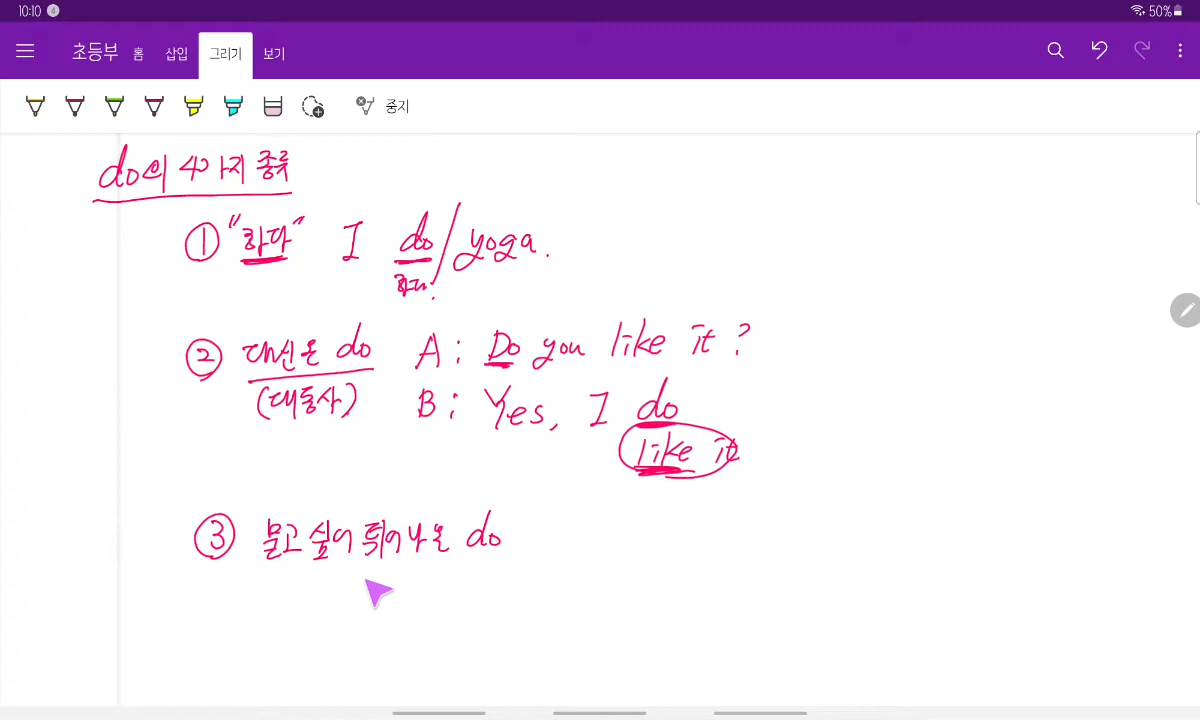 10:10 4 50%
초등부 홈 삽입 그리기 보기
중지
do의 4가지 종류
① "하다" I do / yoga.
하다.
② 대신온 do A : Do you like it ?
(대동사) B : Yes, I do
like it
③ 묻고 싶어 튀어나온 do